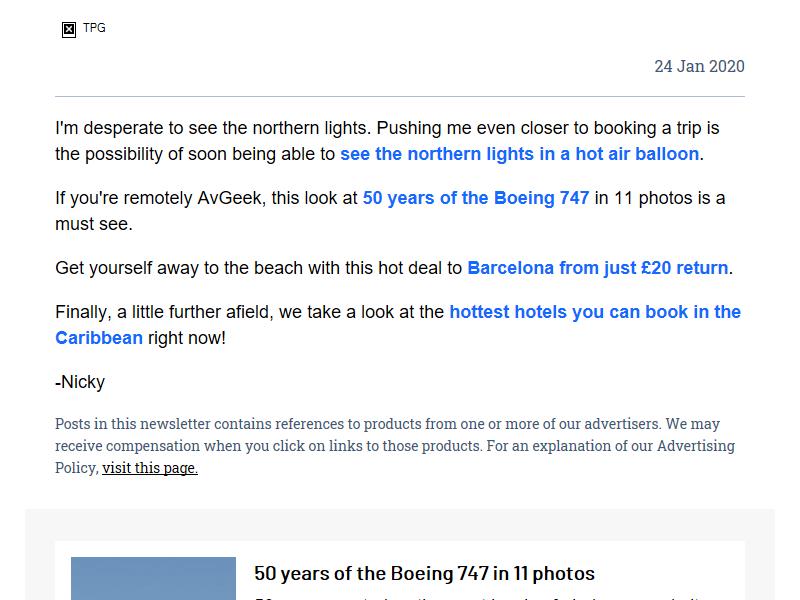 TPG
24 Jan 2020
I'm desperate to see the northern lights. Pushing me even closer to booking a trip is
the possibility of soon being able to see the northern lights in a hot air balloon.
If you're remotely AvGeek, this look at 50 years of the Boeing 747 in 11 photos is a
must see.
Get yourself away to the beach with this hot deal to Barcelona from just £20 return.
Finally, a little further afield, we take a look at the hottest hotels you can book in the
Caribbean right now!
-Nicky
Posts in this newsletter contains references to products from one or more of our advertisers. We may
receive compensation when you click on links to those products. For an explanation of our Advertising
Policy, visit this page.
50 years of the Boeing 747 in 11 photos